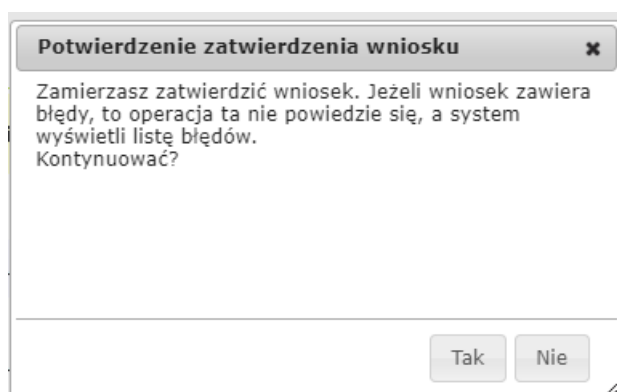 Potwierdzenie zatwierdzenia wniosku
Zamierzasz zatwierdzić wniosek. Jeżeli wniosek zawiera
błędy, to operacja ta nie powiedzie się, a system
wyświetli listę błędów.
Kontynuować?
Tak Nie